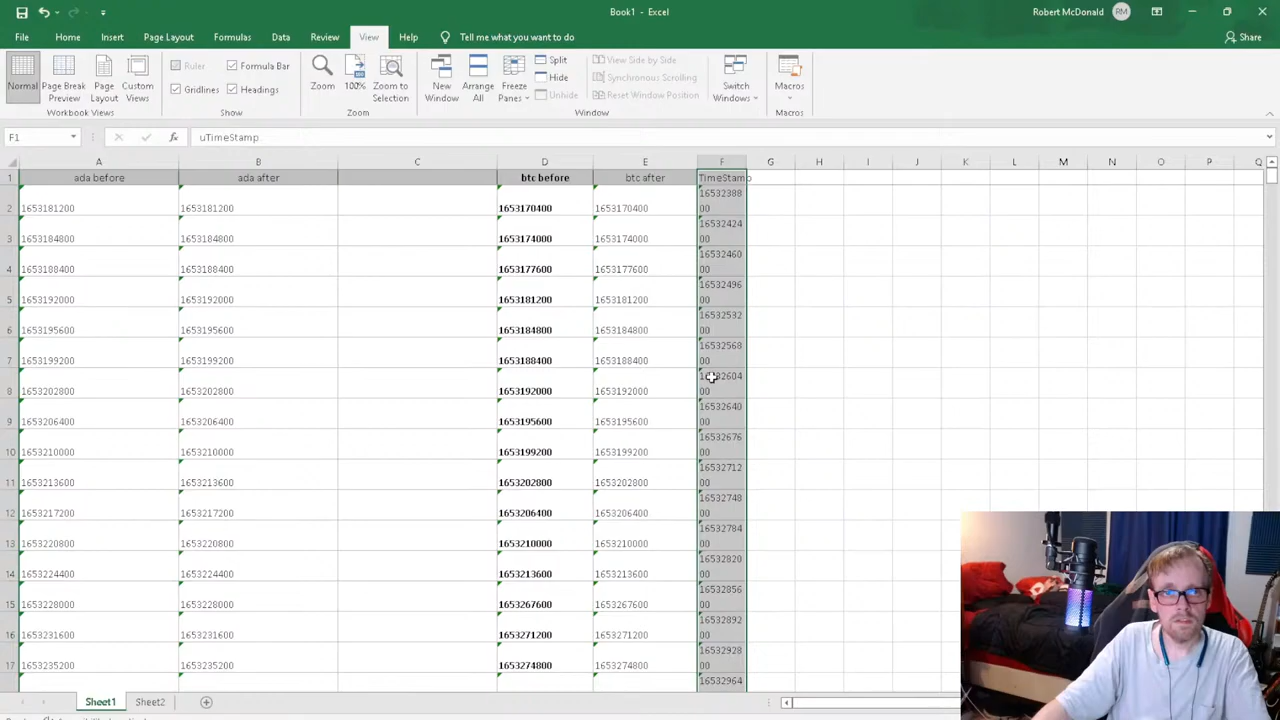 Book1 - Excel
Robert McDonald RM
File Home Insert Page Layout Formulas Data Review View Help Tell me what you want to do Share
Normal Page Break Preview Page Layout Custom Views
Workbook Views
Ruler Formula Bar
Gridlines Headings
Show
Zoom 100% Zoom to Selection
Zoom
New Window Arrange All Freeze Panes
Split
Hide
Unhide
View Side by Side
Synchronous Scrolling
Reset Window Position
Window
Switch Windows
Macros
Macros
F1 fx uTimeStamp
A B C D E F G H I J K L M N O P Q
1 ada before ada after btc before btc after TimeStamp
2 1653181200 1653181200 1653170400 1653170400 1653238800
3 1653184800 1653184800 1653174000 1653174000 1653242400
4 1653188400 1653188400 1653177600 1653177600 1653246000
5 1653192000 1653192000 1653181200 1653181200 1653249600
6 1653195600 1653195600 1653184800 1653184800 1653253200
7 1653199200 1653199200 1653188400 1653188400 1653256800
8 1653202800 1653202800 1653192000 1653192000 1653260400
9 1653206400 1653206400 1653195600 1653195600 1653264000
10 1653210000 1653210000 1653199200 1653199200 1653267600
11 1653213600 1653213600 1653202800 1653202800 1653271200
12 1653217200 1653217200 1653206400 1653206400 1653274800
13 1653220800 1653220800 1653210000 1653210000 1653278400
14 1653224400 1653224400 1653213600 1653213600 1653282000
15 1653228000 1653228000 1653267600 1653267600 1653285600
16 1653231600 1653231600 1653271200 1653271200 1653289200
17 1653235200 1653235200 1653274800 1653274800 1653292800
16532964
Sheet1 Sheet2